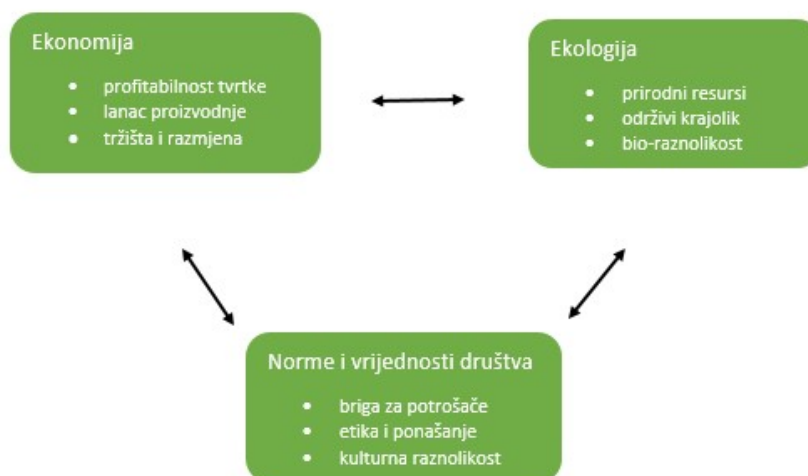 Ekonomija
• profitabilnost tvrtke
• lanac proizvodnje
• tržišta i razmjena
Ekologija
• prirodni resursi
• održivi krajolik
• bio-raznolikost
Norme i vrijednosti društva
• briga za potrošače
• etika i ponašanje
• kulturna raznolikost